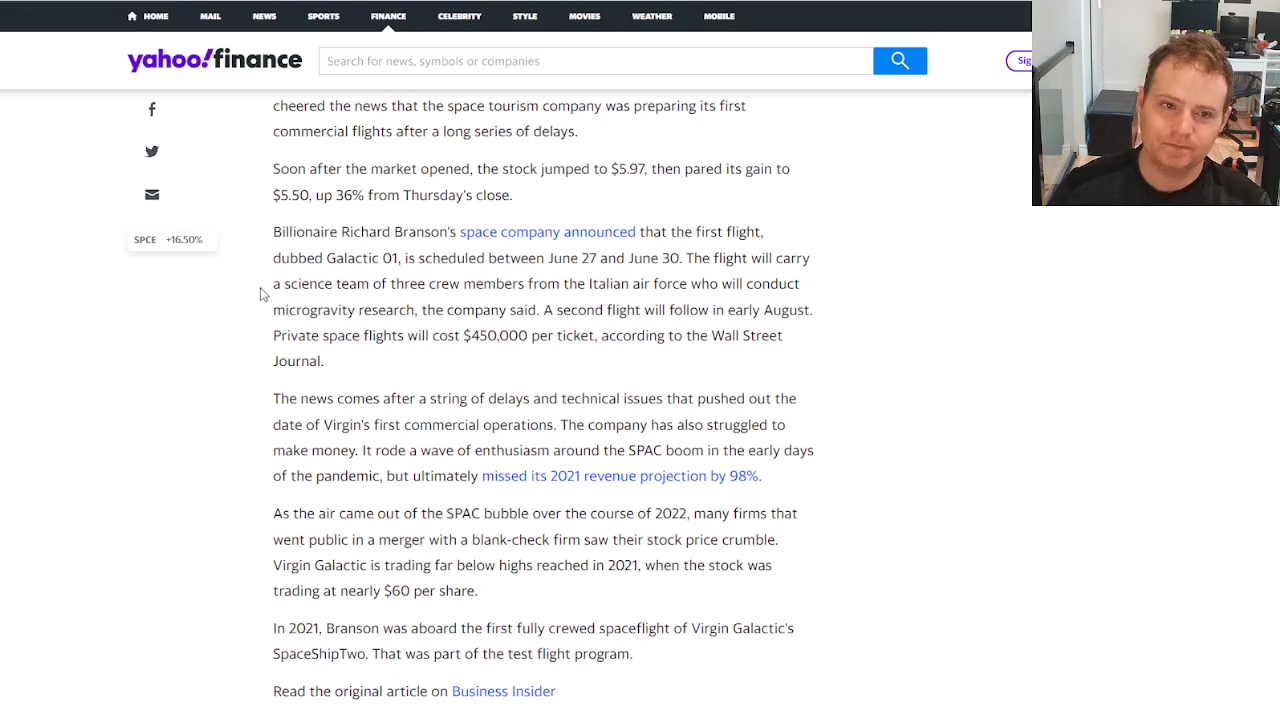 HOME MAIL NEWS SPORTS FINANCE CELEBRITY STYLE MOVIES WEATHER MOBILE
yahoo!finance
Search for news, symbols or companies
Sig
cheered the news that the space tourism company was preparing its first
commercial flights after a long series of delays.
Soon after the market opened, the stock jumped to $5.97, then pared its gain to
$5.50, up 36% from Thursday's close.
SPCE +16.50%
Billionaire Richard Branson's space company announced that the first flight,
dubbed Galactic 01, is scheduled between June 27 and June 30. The flight will carry
a science team of three crew members from the Italian air force who will conduct
microgravity research, the company said. A second flight will follow in early August.
Private space flights will cost $450,000 per ticket, according to the Wall Street
Journal.
The news comes after a string of delays and technical issues that pushed out the
date of Virgin's first commercial operations. The company has also struggled to
make money. It rode a wave of enthusiasm around the SPAC boom in the early days
of the pandemic, but ultimately missed its 2021 revenue projection by 98%.
As the air came out of the SPAC bubble over the course of 2022, many firms that
went public in a merger with a blank-check firm saw their stock price crumble.
Virgin Galactic is trading far below highs reached in 2021, when the stock was
trading at nearly $60 per share.
In 2021, Branson was aboard the first fully crewed spaceflight of Virgin Galactic's
SpaceShipTwo. That was part of the test flight program.
Read the original article on Business Insider